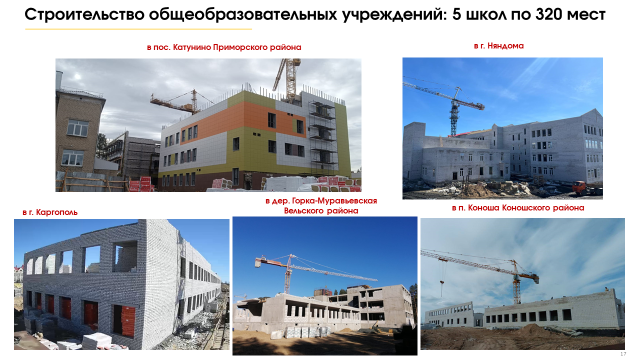 Строительство общеобразовательных учреждений: 5 школ по 320 мест
в пос. Катунино Приморского района
в г. Няндома
в г. Каргополь
в дер. Горка-Муравьевская
Вельского района
в п. Коноша Коношского района
17